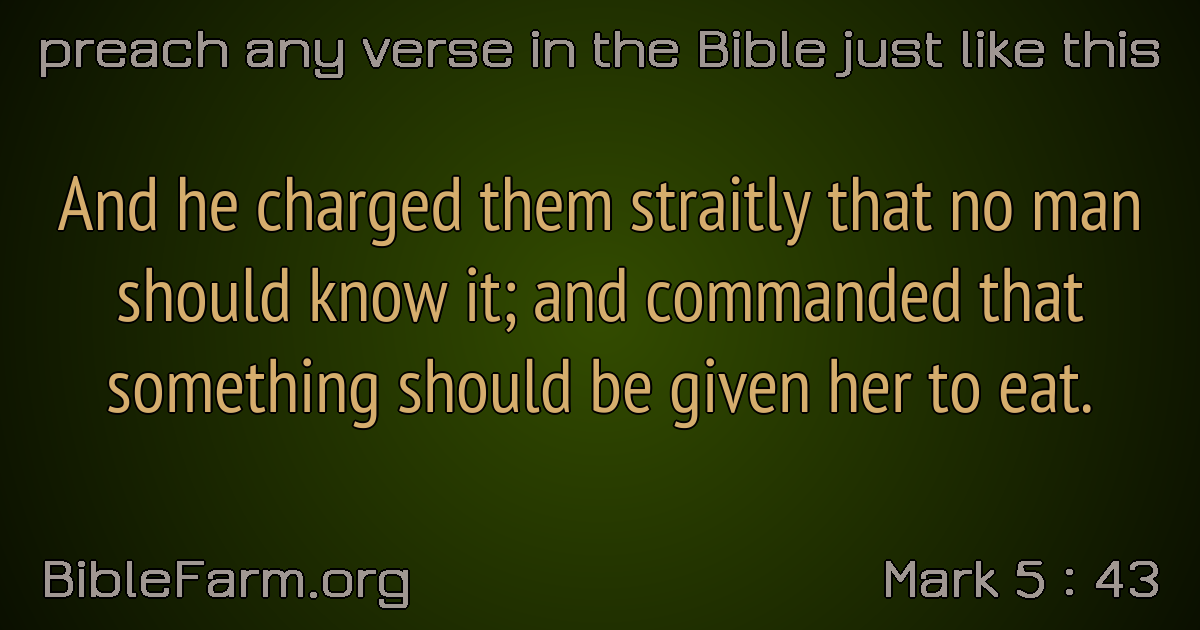 preach any verse in the Bible just like this
And he charged them straitly that no man
should know it; and commanded that
something should be given her to eat.
BibleFarm.org
Mark 5 : 43